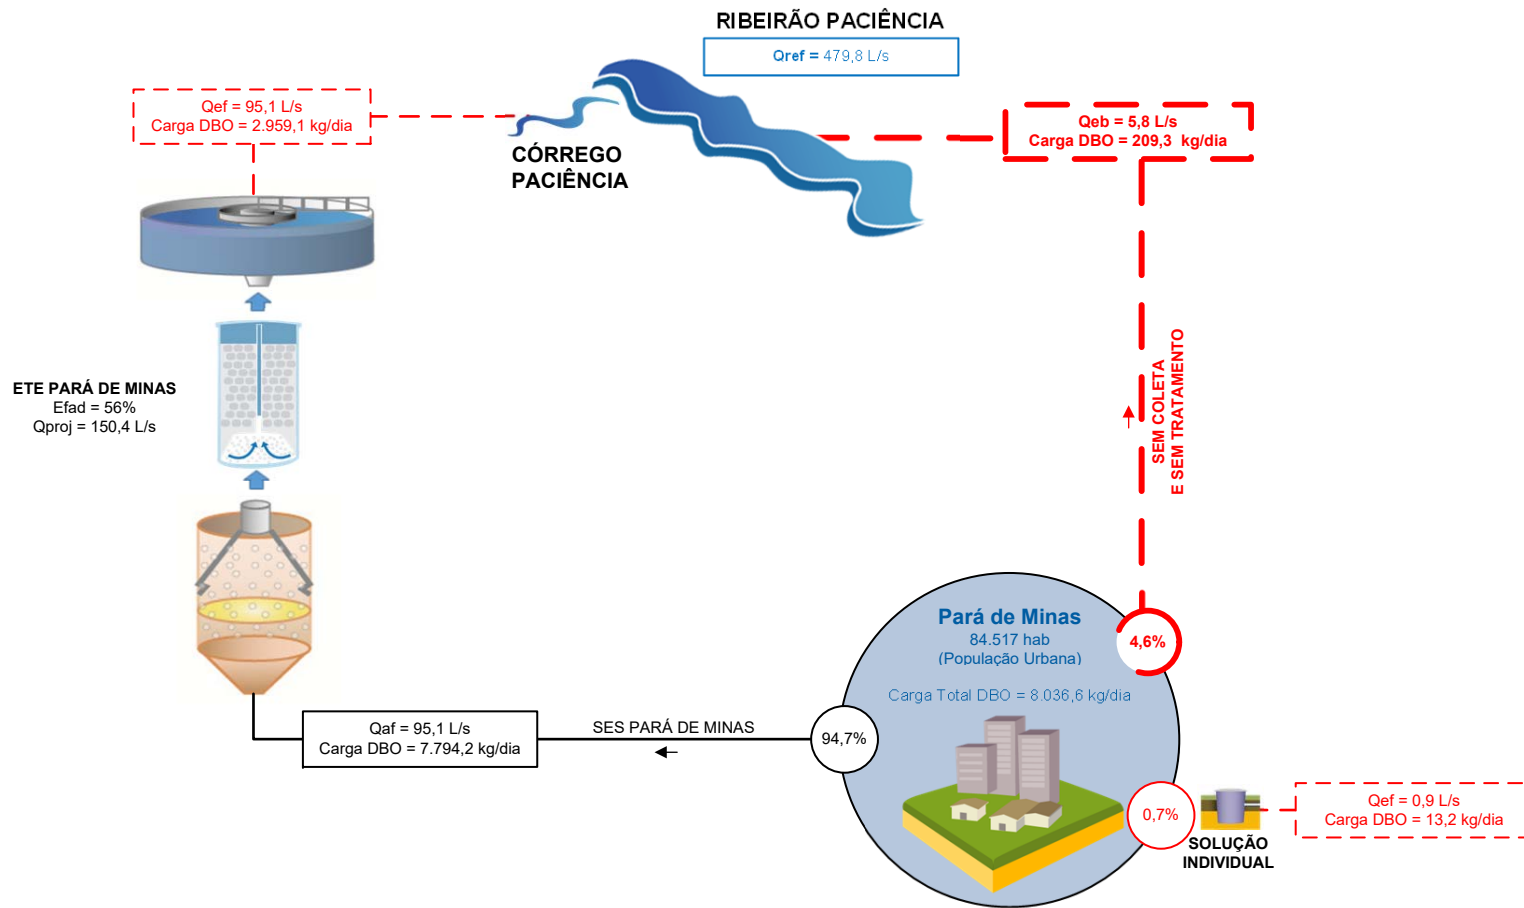 RIBEIRÃO PACIÊNCIA
Qref = 479,8 L/s
Qef = 95,1 L/s
Carga DBO = 2.959,1 kg/dia
CÓRREGO
PACIÊNCIA
Qeb = 5,8 L/s
Carga DBO = 209,3 kg/dia
ETE PARÁ DE MINAS
Efad = 56%
Qproj = 150,4 L/s
SEM COLETA
E SEM TRATAMENTO
Pará de Minas
84.517 hab
(População Urbana)
4,6%
Carga Total DBO = 8.036,6 kg/dia
Qaf = 95,1 L/s
Carga DBO = 7.794,2 kg/dia
SES PARÁ DE MINAS
94,7%
0,7%
SOLUÇÃO
INDIVIDUAL
Qef = 0,9 L/s
Carga DBO = 13,2 kg/dia